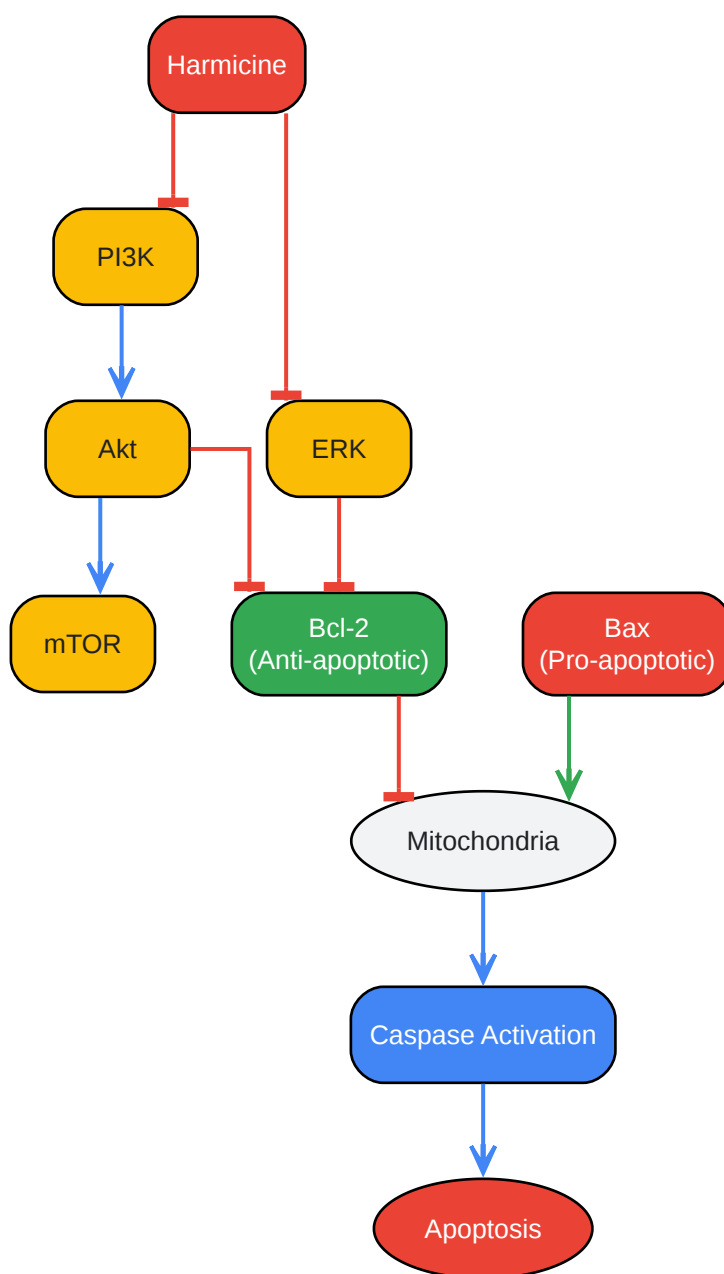 Harmicine
PI3K
Akt
ERK
mTOR
Bcl-2
(Anti-apoptotic)
Bax
(Pro-apoptotic)
Mitochondria
Caspase Activation
Apoptosis